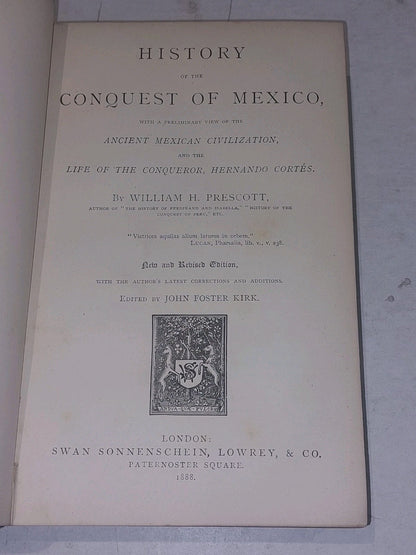 HISTORY
OF THE
CONQUEST OF MEXICO,
WITH A PRELIMINARY VIEW OF THE
ANCIENT MEXICAN CIVILIZATION,
AND THE
LIFE OF THE CONQUEROR, HERNANDO CORTÉS.
BY WILLIAM H. PRESCOTT,
AUTHOR OF "THE HISTORY OF FERDINAND AND ISABELLA," "HISTORY OF THE
CONQUEST OF PERU," ETC.
"Victrices aquilas alium laturus in orbem."
LUCAN, Pharsalia, lib. v., v. 238.
New and Revised Edition,
WITH THE AUTHOR'S LATEST CORRECTIONS AND ADDITIONS.
EDITED BY JOHN FOSTER KIRK.
LONDON:
SWAN SONNENSCHEIN, LOWREY, & CO.
PATERNOSTER SQUARE.
1888.